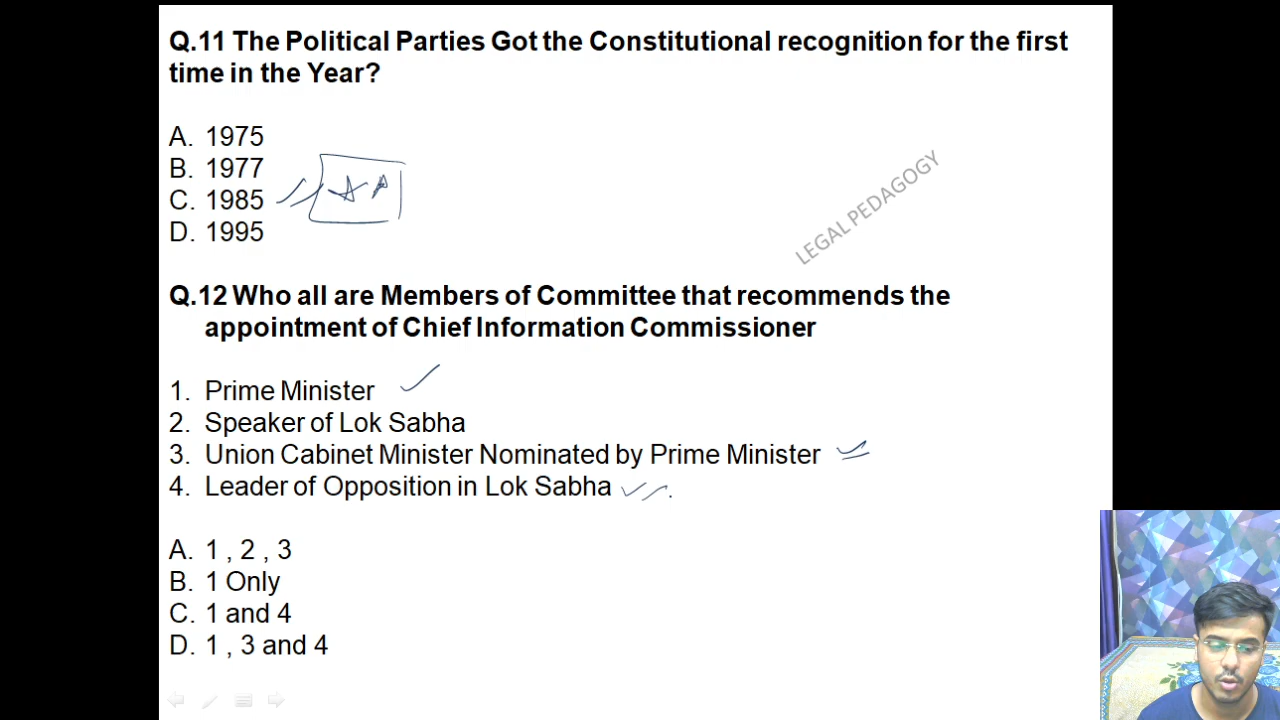 Q.11 The Political Parties Got the Constitutional recognition for the first
time in the Year?
A. 1975
B. 1977
C. 1985
D. 1995
LEGAL PEDAGOGY
Q.12 Who all are Members of Committee that recommends the
appointment of Chief Information Commissioner
1. Prime Minister
2. Speaker of Lok Sabha
3. Union Cabinet Minister Nominated by Prime Minister
4. Leader of Opposition in Lok Sabha
A. 1 , 2 , 3
B. 1 Only
C. 1 and 4
D. 1 , 3 and 4